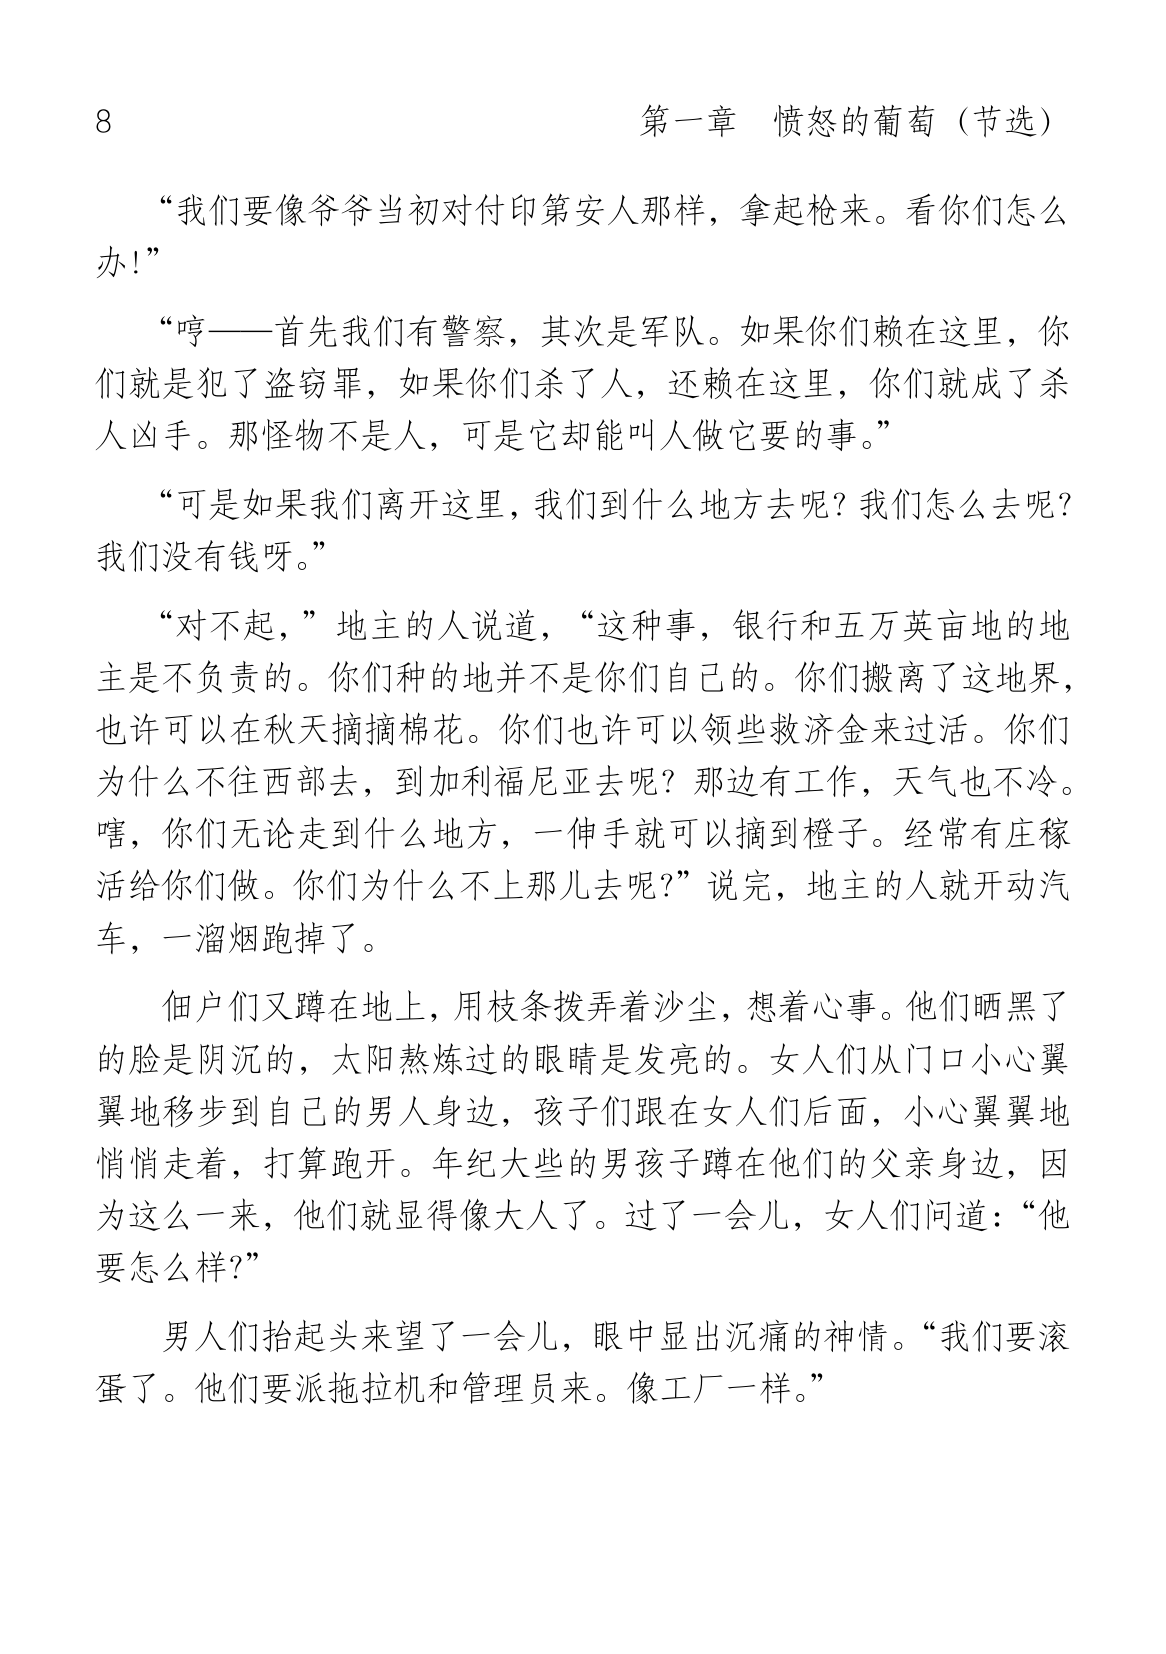 8 第一章　愤怒的葡萄（节选）
“我们要像爷爷当初对付印第安人那样，拿起枪来。看你们怎么
办！”
“哼——首先我们有警察，其次是军队。如果你们赖在这里，你
们就是犯了盗窃罪，如果你们杀了人，还赖在这里，你们就成了杀
人凶手。那怪物不是人，可是它却能叫人做它要的事。”
“可是如果我们离开这里，我们到什么地方去呢？我们怎么去呢？
我们没有钱呀。”
“对不起，”地主的人说道，“这种事，银行和五万英亩地的地
主是不负责的。你们种的地并不是你们自己的。你们搬离了这地界，
也许可以在秋天摘摘棉花。你们也许可以领些救济金来过活。你们
为什么不往西部去，到加利福尼亚去呢？那边有工作，天气也不冷。
嗐，你们无论走到什么地方，一伸手就可以摘到橙子。经常有庄稼
活给你们做。你们为什么不上那儿去呢？”说完，地主的人就开动汽
车，一溜烟跑掉了。
佃户们又蹲在地上，用枝条拨弄着沙尘，想着心事。他们晒黑了
的脸是阴沉的，太阳熬炼过的眼睛是发亮的。女人们从门口小心翼
翼地移步到自己的男人身边，孩子们跟在女人们后面，小心翼翼地
悄悄走着，打算跑开。年纪大些的男孩子蹲在他们的父亲身边，因
为这么一来，他们就显得像大人了。过了一会儿，女人们问道：“他
要怎么样？”
男人们抬起头来望了一会儿，眼中显出沉痛的神情。“我们要滚
蛋了。他们要派拖拉机和管理员来。像工厂一样。”